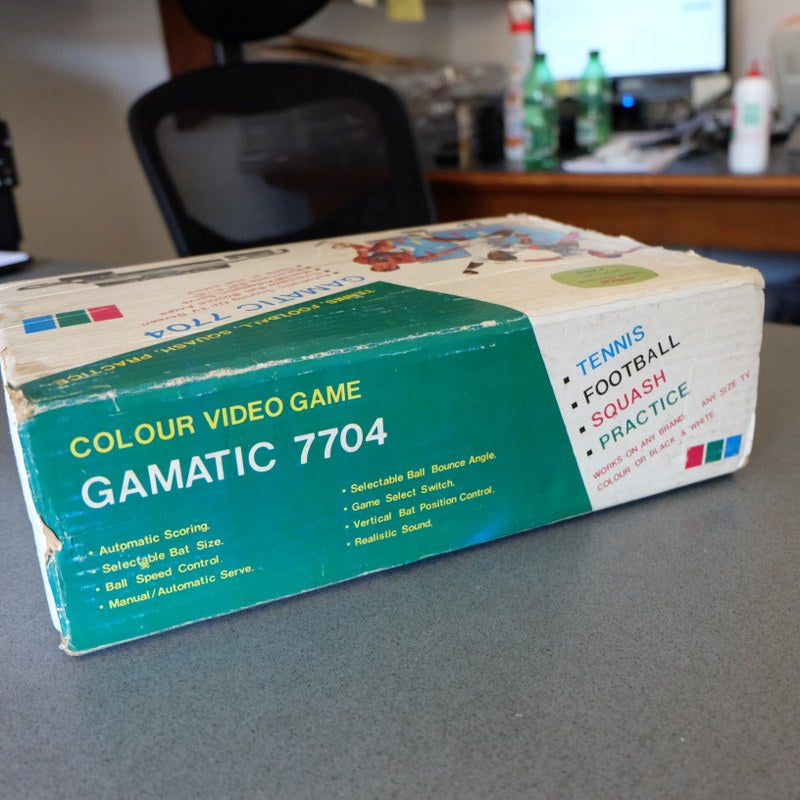 GAMATIC 7704
TENNIS, FOOTBALL, SQUASH, PRACTICE
COLOUR VIDEO GAME
GAMATIC 7704
• Automatic Scoring.
Selectable Bat Size.
• Ball Speed Control.
• Manual/Automatic Serve.
• Selectable Ball Bounce Angle.
• Game Select Switch.
• Vertical Bat Position Control.
• Realistic Sound.
▪ TENNIS
▪ FOOTBALL
▪ SQUASH
▪ PRACTICE
WORKS ON ANY BRAND ANY SIZE TV
COLOUR OR BLACK & WHITE